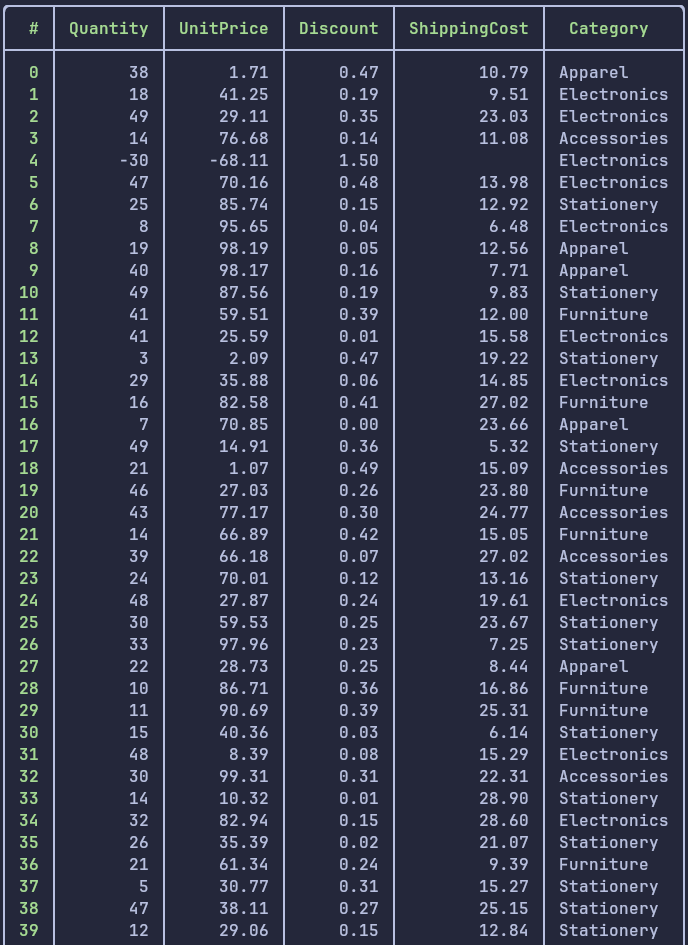 # Quantity UnitPrice Discount ShippingCost Category
0 38 1.71 0.47 10.79 Apparel
1 18 41.25 0.19 9.51 Electronics
2 49 29.11 0.35 23.03 Electronics
3 14 76.68 0.14 11.08 Accessories
4 -30 -68.11 1.50 Electronics
5 47 70.16 0.48 13.98 Electronics
6 25 85.74 0.15 12.92 Stationery
7 8 95.65 0.04 6.48 Electronics
8 19 98.19 0.05 12.56 Apparel
9 40 98.17 0.16 7.71 Apparel
10 49 87.56 0.19 9.83 Stationery
11 41 59.51 0.39 12.00 Furniture
12 41 25.59 0.01 15.58 Electronics
13 3 2.09 0.47 19.22 Stationery
14 29 35.88 0.06 14.85 Electronics
15 16 82.58 0.41 27.02 Furniture
16 7 70.85 0.00 23.66 Apparel
17 49 14.91 0.36 5.32 Stationery
18 21 1.07 0.49 15.09 Accessories
19 46 27.03 0.26 23.80 Furniture
20 43 77.17 0.30 24.77 Accessories
21 14 66.89 0.42 15.05 Furniture
22 39 66.18 0.07 27.02 Accessories
23 24 70.01 0.12 13.16 Stationery
24 48 27.87 0.24 19.61 Electronics
25 30 59.53 0.25 23.67 Stationery
26 33 97.96 0.23 7.25 Stationery
27 22 28.73 0.25 8.44 Apparel
28 10 86.71 0.36 16.86 Furniture
29 11 90.69 0.39 25.31 Furniture
30 15 40.36 0.03 6.14 Stationery
31 48 8.39 0.08 15.29 Electronics
32 30 99.31 0.31 22.31 Accessories
33 14 10.32 0.01 28.90 Stationery
34 32 82.94 0.15 28.60 Electronics
35 26 35.39 0.02 21.07 Stationery
36 21 61.34 0.24 9.39 Furniture
37 5 30.77 0.31 15.27 Stationery
38 47 38.11 0.27 25.15 Stationery
39 12 29.06 0.15 12.84 Stationery